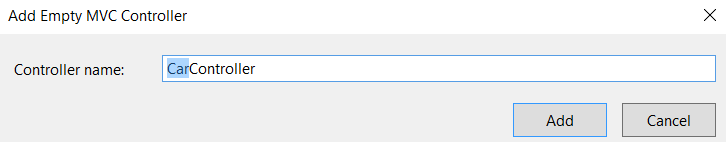 Add Empty MVC Controller
Controller name: CarController
Add Cancel